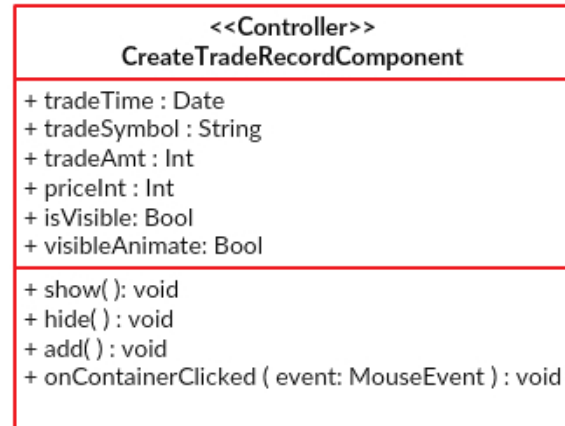 <<Controller>>
CreateTradeRecordComponent
+ tradeTime : Date
+ tradeSymbol : String
+ tradeAmt : Int
+ priceInt : Int
+ isVisible: Bool
+ visibleAnimate: Bool
+ show( ): void
+ hide( ) : void
+ add( ) : void
+ onContainerClicked ( event: MouseEvent ) : void